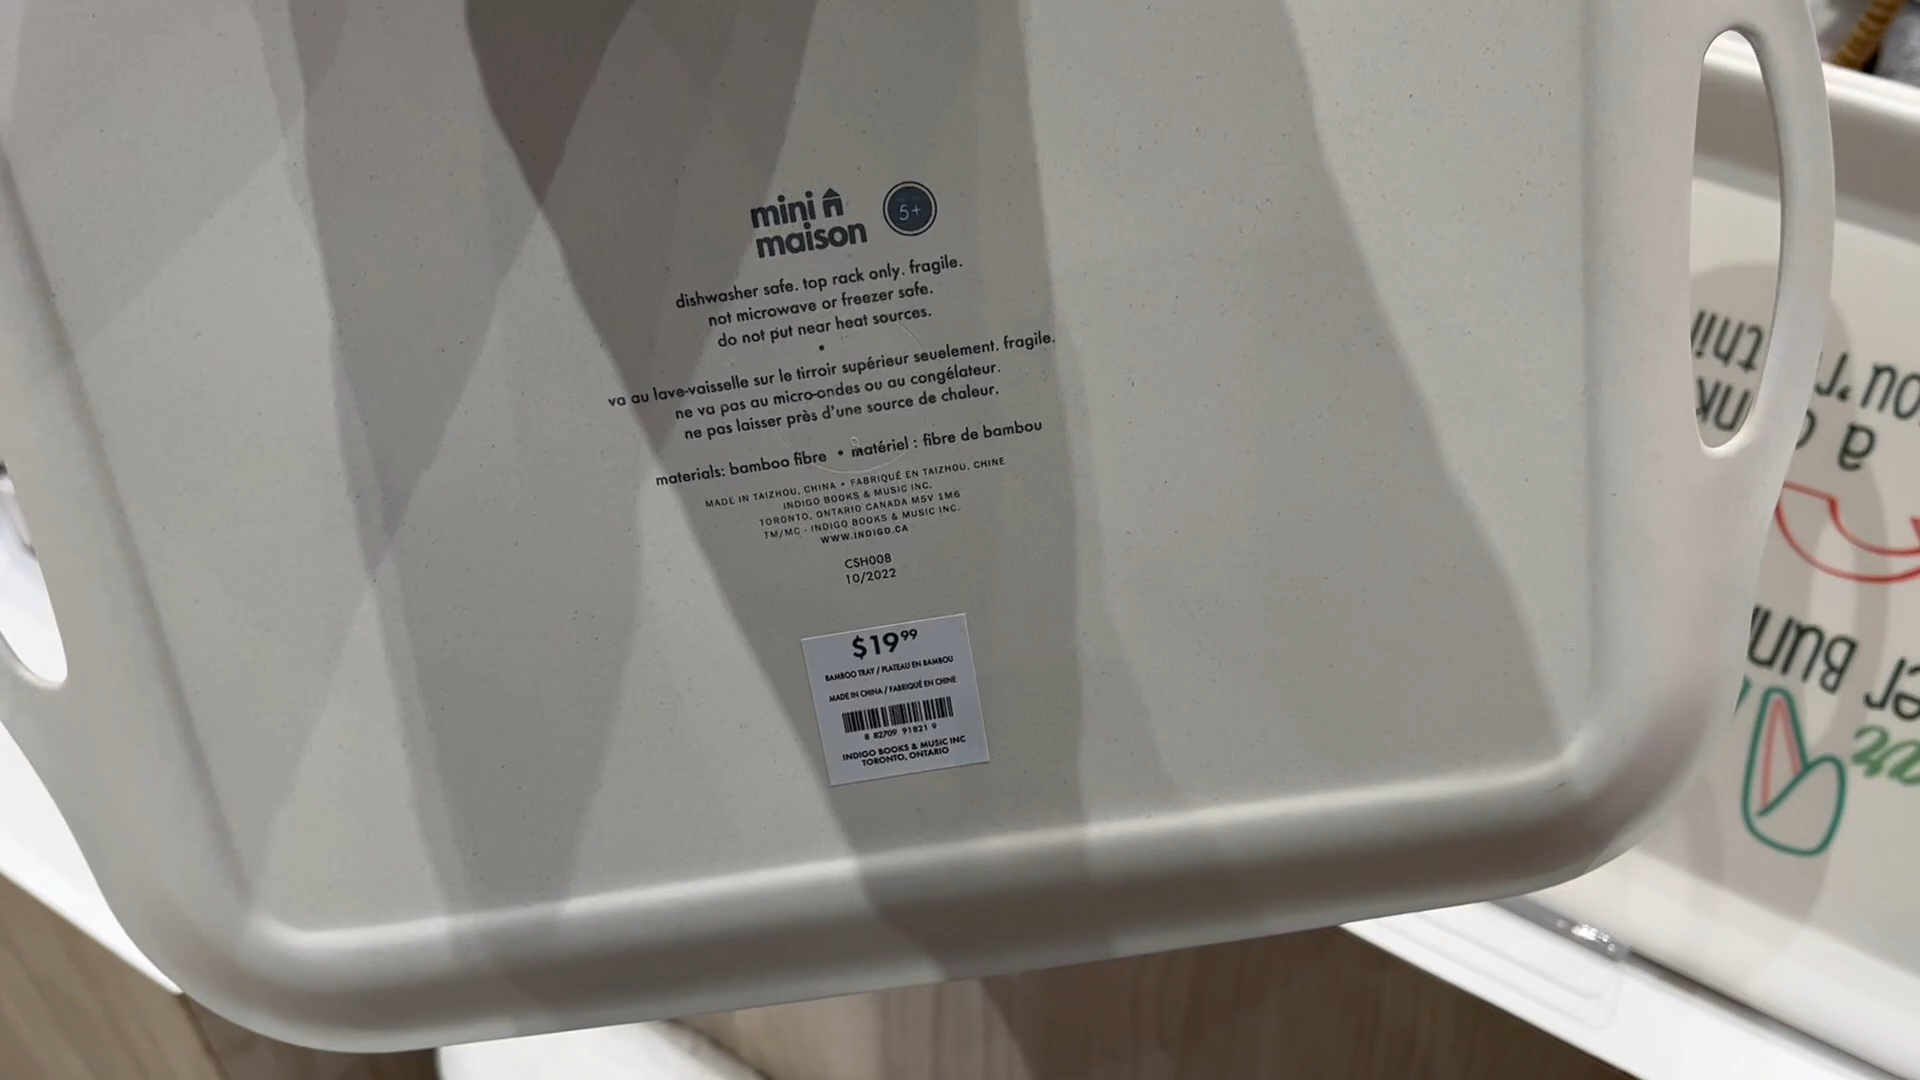 mini maison
5+
dishwasher safe. top rack only. fragile.
not microwave or freezer safe.
do not put near heat sources.
•
va au lave-vaisselle sur le tirroir supérieur seuelement. fragile.
ne va pas au micro-ondes ou au congélateur.
ne pas laisser près d'une source de chaleur.
materials: bamboo fibre • matériel : fibre de bambou
MADE IN TAIZHOU, CHINA • FABRIQUÉ EN TAIZHOU, CHINE
INDIGO BOOKS & MUSIC INC.
TORONTO, ONTARIO CANADA M5V 1M6
TM/MC - INDIGO BOOKS & MUSIC INC.
WWW.INDIGO.CA
CSH008
10/2022
$19.99
BAMBOO TRAY / PLATEAU EN BAMBOU
MADE IN CHINA / FABRIQUÉ EN CHINE
8 82709 91821 9
INDIGO BOOKS & MUSIC INC
TORONTO, ONTARIO